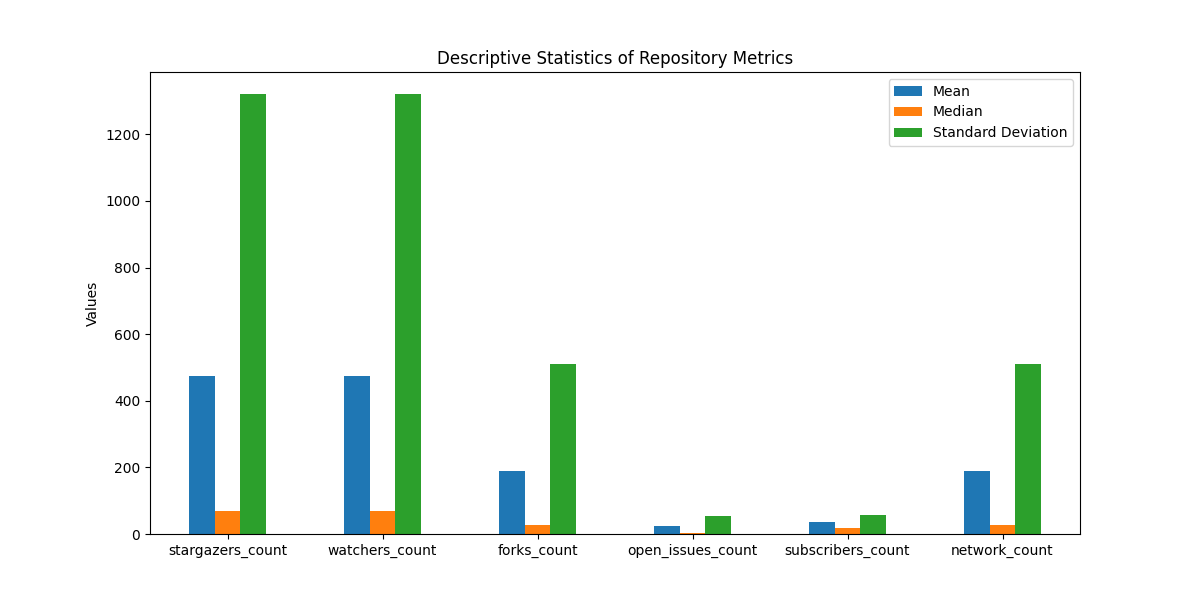 Descriptive Statistics of Repository Metrics
Mean
Median
Standard Deviation
Values
1200
1000
800
600
400
200
0
stargazers_count watchers_count forks_count open_issues_count subscribers_count network_count